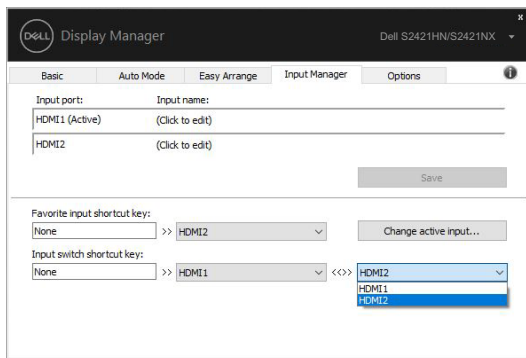 x
DELL Display Manager Dell S2421HN/S2421NX
Basic Auto Mode Easy Arrange Input Manager Options
Input port: Input name:
HDMI1 (Active) (Click to edit)
HDMI2 (Click to edit)
Save
Favorite input shortcut key:
None >> HDMI2 Change active input...
Input switch shortcut key:
None >> HDMI1 <<>> HDMI2
HDMI1
HDMI2